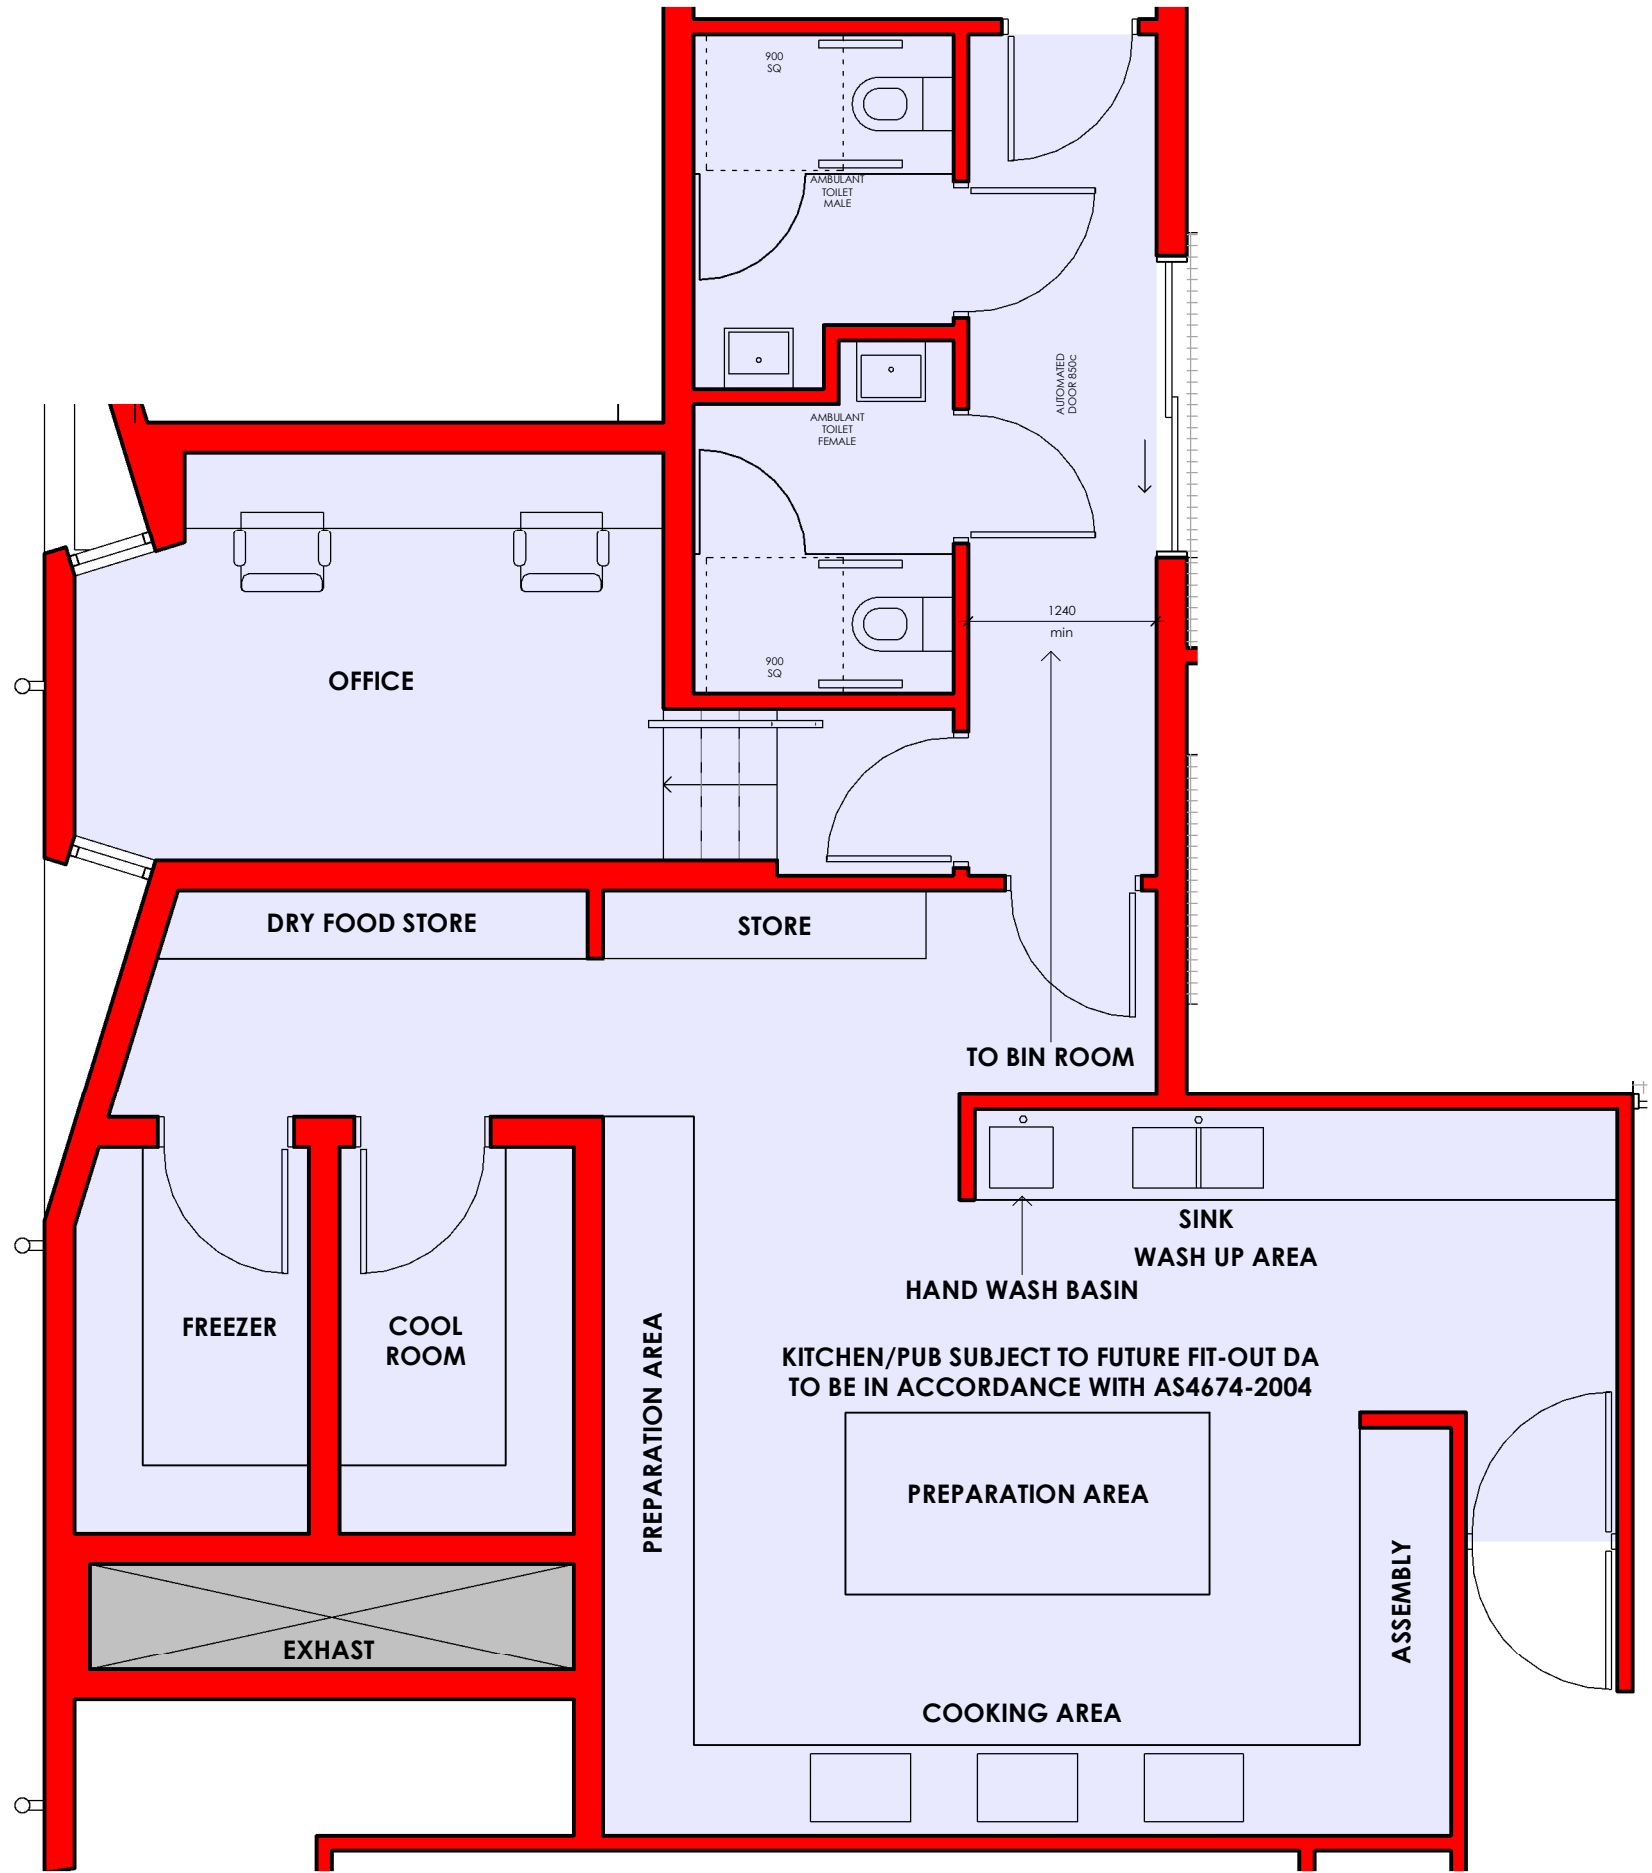 900
SQ
AMBULANT
TOILET
MALE
AUTOMATED
DOOR 850c
AMBULANT
TOILET
FEMALE
1240
min
900
SQ
OFFICE
DRY FOOD STORE
STORE
TO BIN ROOM
SINK
WASH UP AREA
HAND WASH BASIN
FREEZER
COOL
ROOM
PREPARATION AREA
KITCHEN/PUB SUBJECT TO FUTURE FIT-OUT DA
TO BE IN ACCORDANCE WITH AS4674-2004
PREPARATION AREA
ASSEMBLY
EXHAST
COOKING AREA